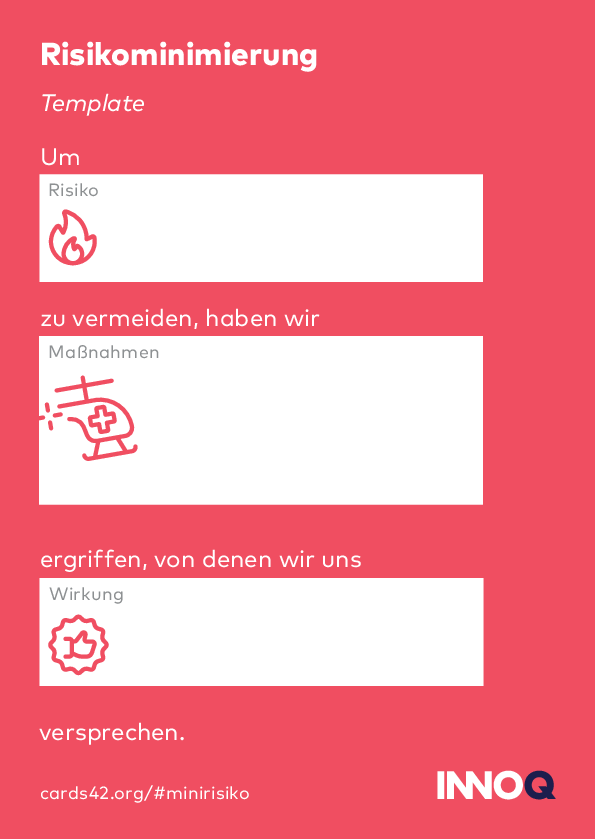 Risikominimierung
Template
Um
Risiko
zu vermeiden, haben wir
Maßnahmen
ergriffen, von denen wir uns
Wirkung
versprechen.
cards42.org/#minirisiko
INNOQ